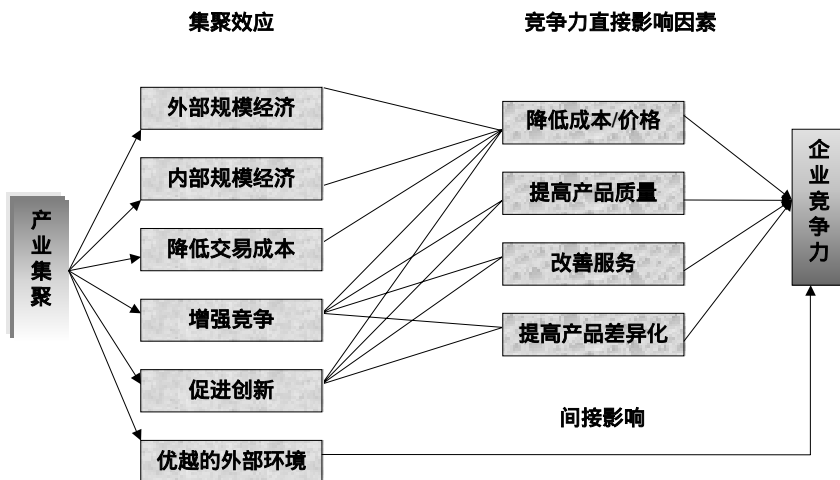 集聚效应
竞争力直接影响因素
产业集聚
外部规模经济
内部规模经济
降低交易成本
增强竞争
促进创新
优越的外部环境
降低成本/价格
提高产品质量
改善服务
提高产品差异化
间接影响
企业竞争力